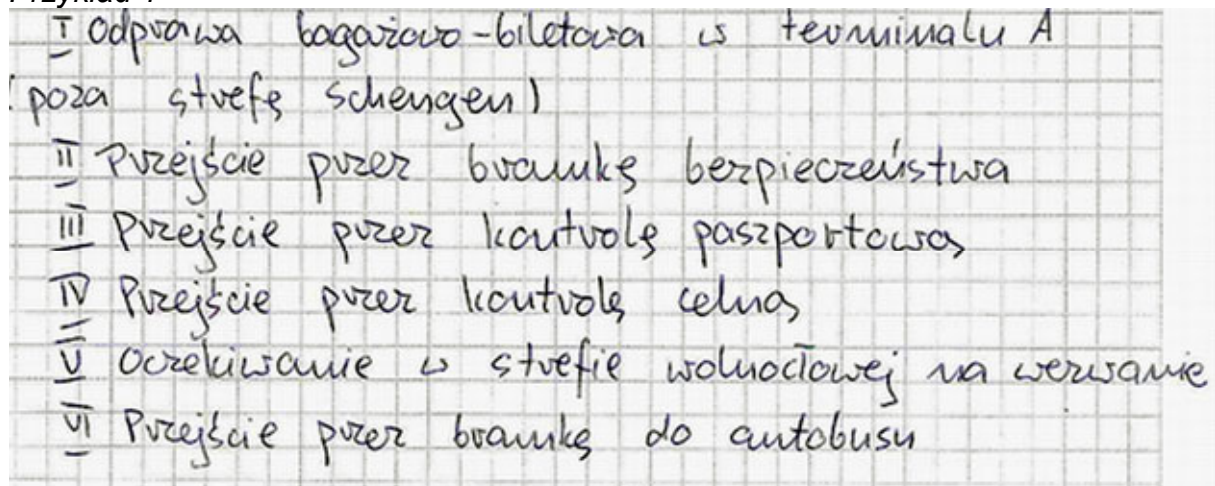 I Odprawa bagażowo-biletowa w terminalu A
(poza strefę schengen)
II Przejście przez bramkę bezpieczeństwa
III Przejście przez kontrolę paszportową
IV Przejście przez kontrolę celną
V Oczekiwanie w strefie wolnocłowej na wezwanie
VI Przejście przez bramkę do autobusu